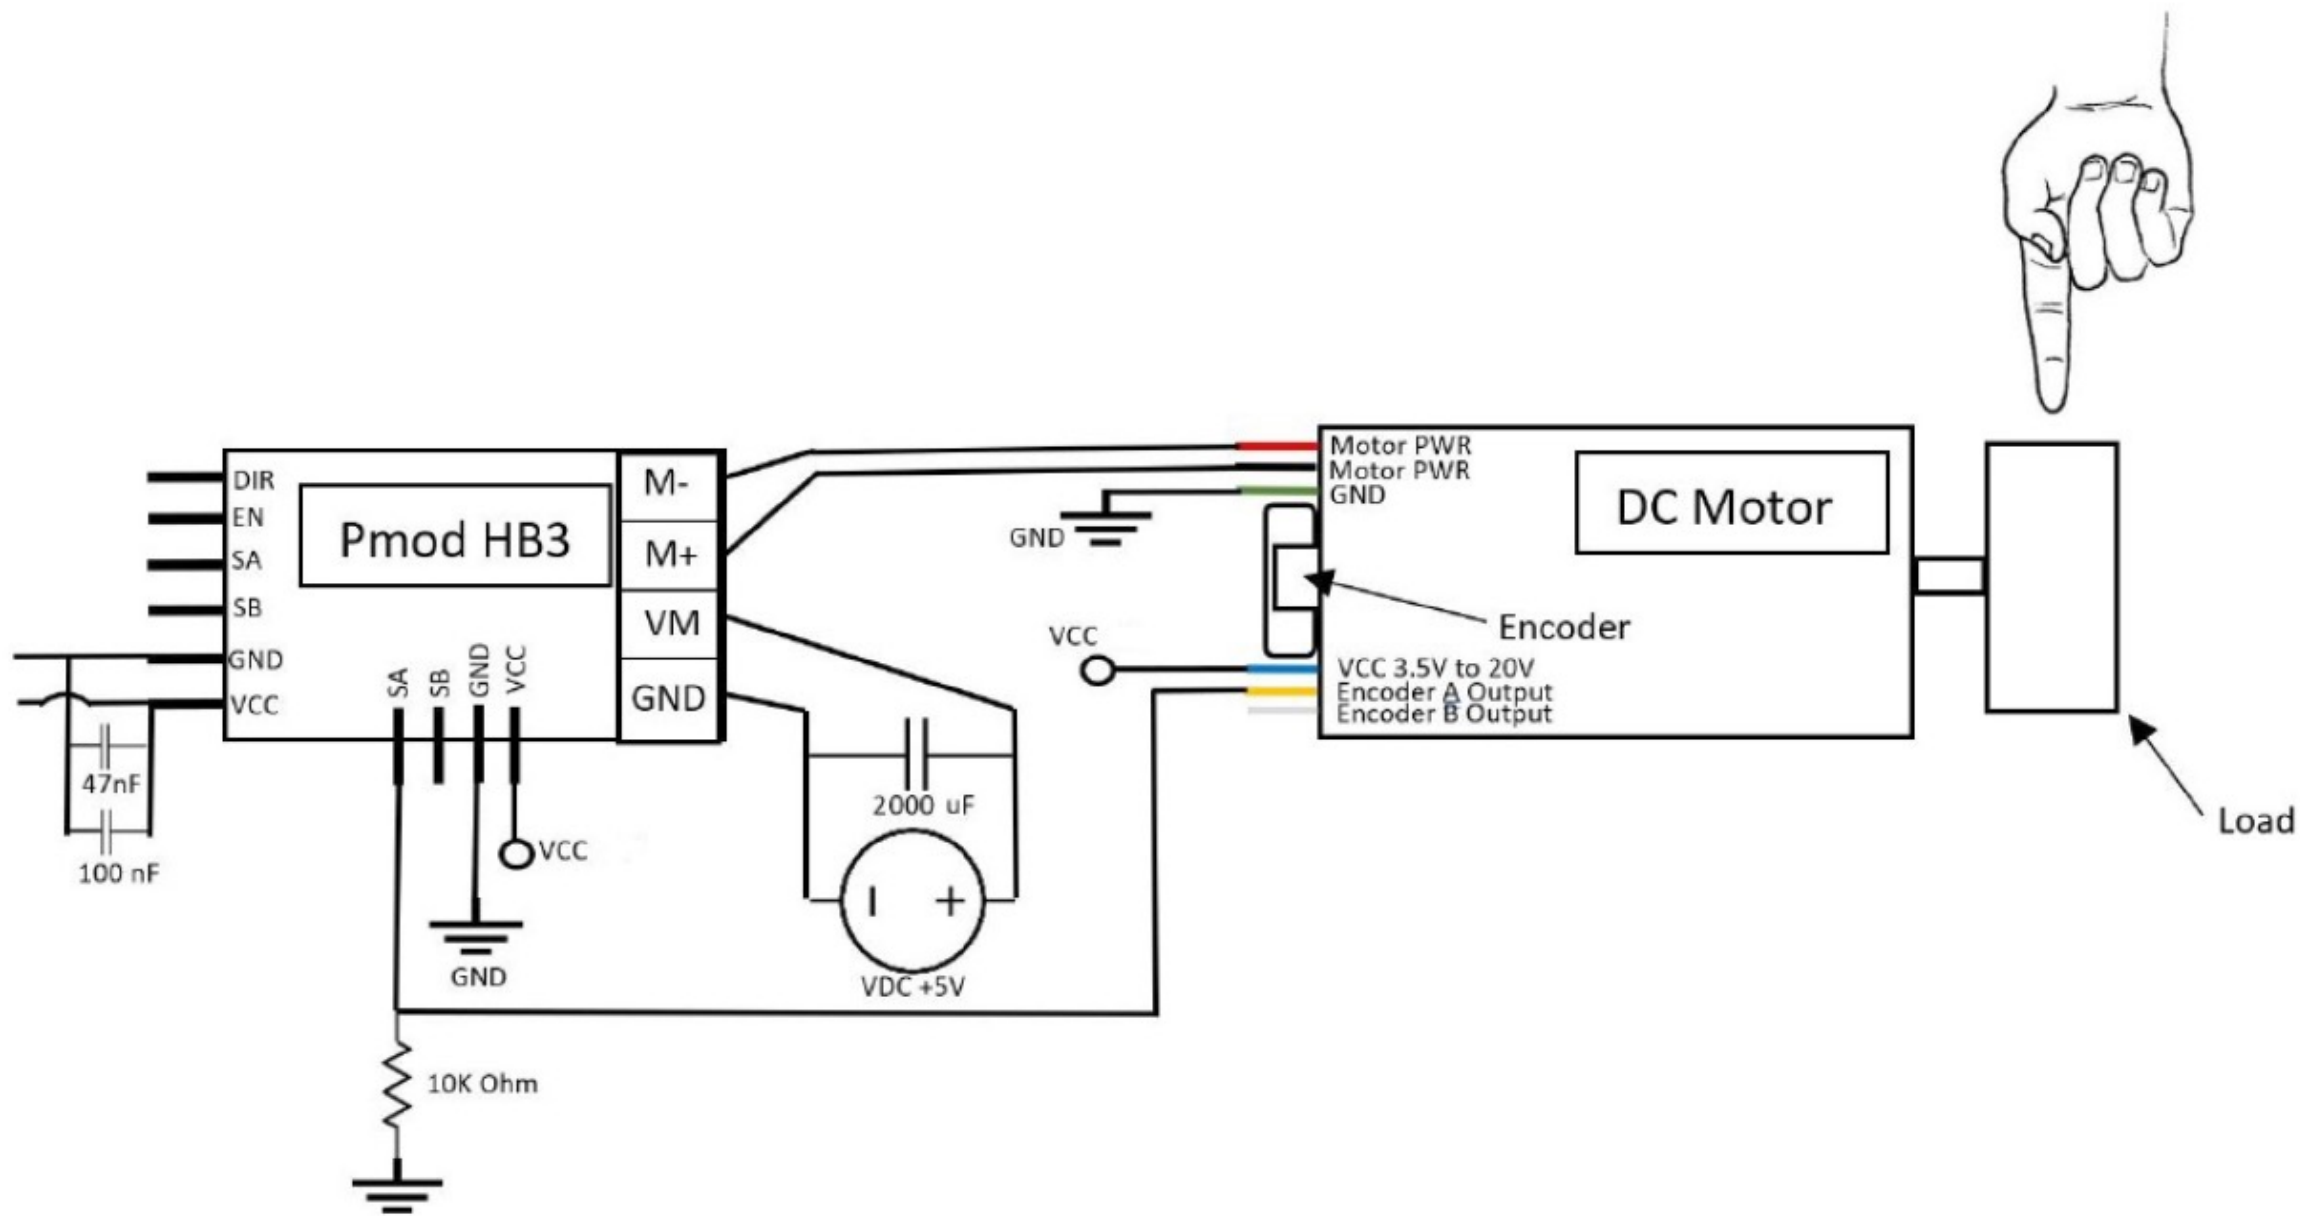 DIR
EN
SA
SB
GND
VCC
Pmod HB3
M-
M+
VM
GND
SA
SB
GND
VCC
47nF
100 nF
VCC
GND
10K Ohm
2000 uF
VDC +5V
Motor PWR
Motor PWR
GND
GND
DC Motor
Encoder
VCC
VCC 3.5V to 20V
Encoder A Output
Encoder B Output
Load